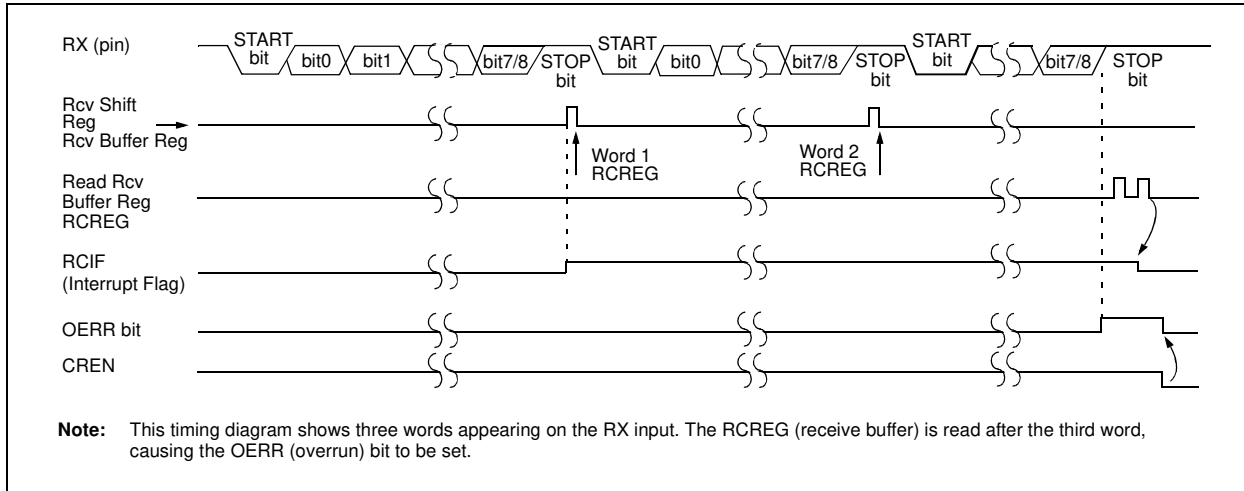 RX (pin)
START
bit
bit0
bit1
bit7/8
STOP
bit
START
bit
bit0
bit7/8
STOP
bit
START
bit
bit7/8
STOP
bit
Rcv Shift
Reg
Rcv Buffer Reg
Word 1
RCREG
Word 2
RCREG
Read Rcv
Buffer Reg
RCREG
RCIF
(Interrupt Flag)
OERR bit
CREN
Note: This timing diagram shows three words appearing on the RX input. The RCREG (receive buffer) is read after the third word,
causing the OERR (overrun) bit to be set.